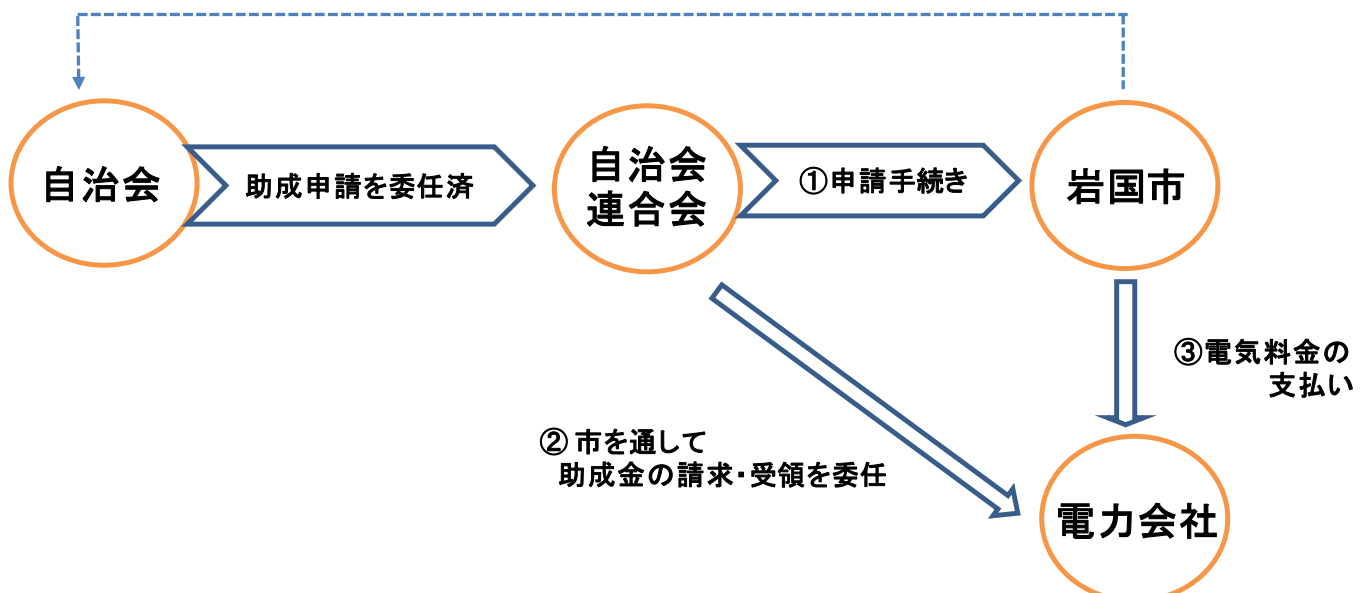 自治会
助成申請を委任済
自治会
連合会
①申請手続き
岩国市
③電気料金の
支払い
② 市を通して
助成金の請求・受領を委任
電力会社